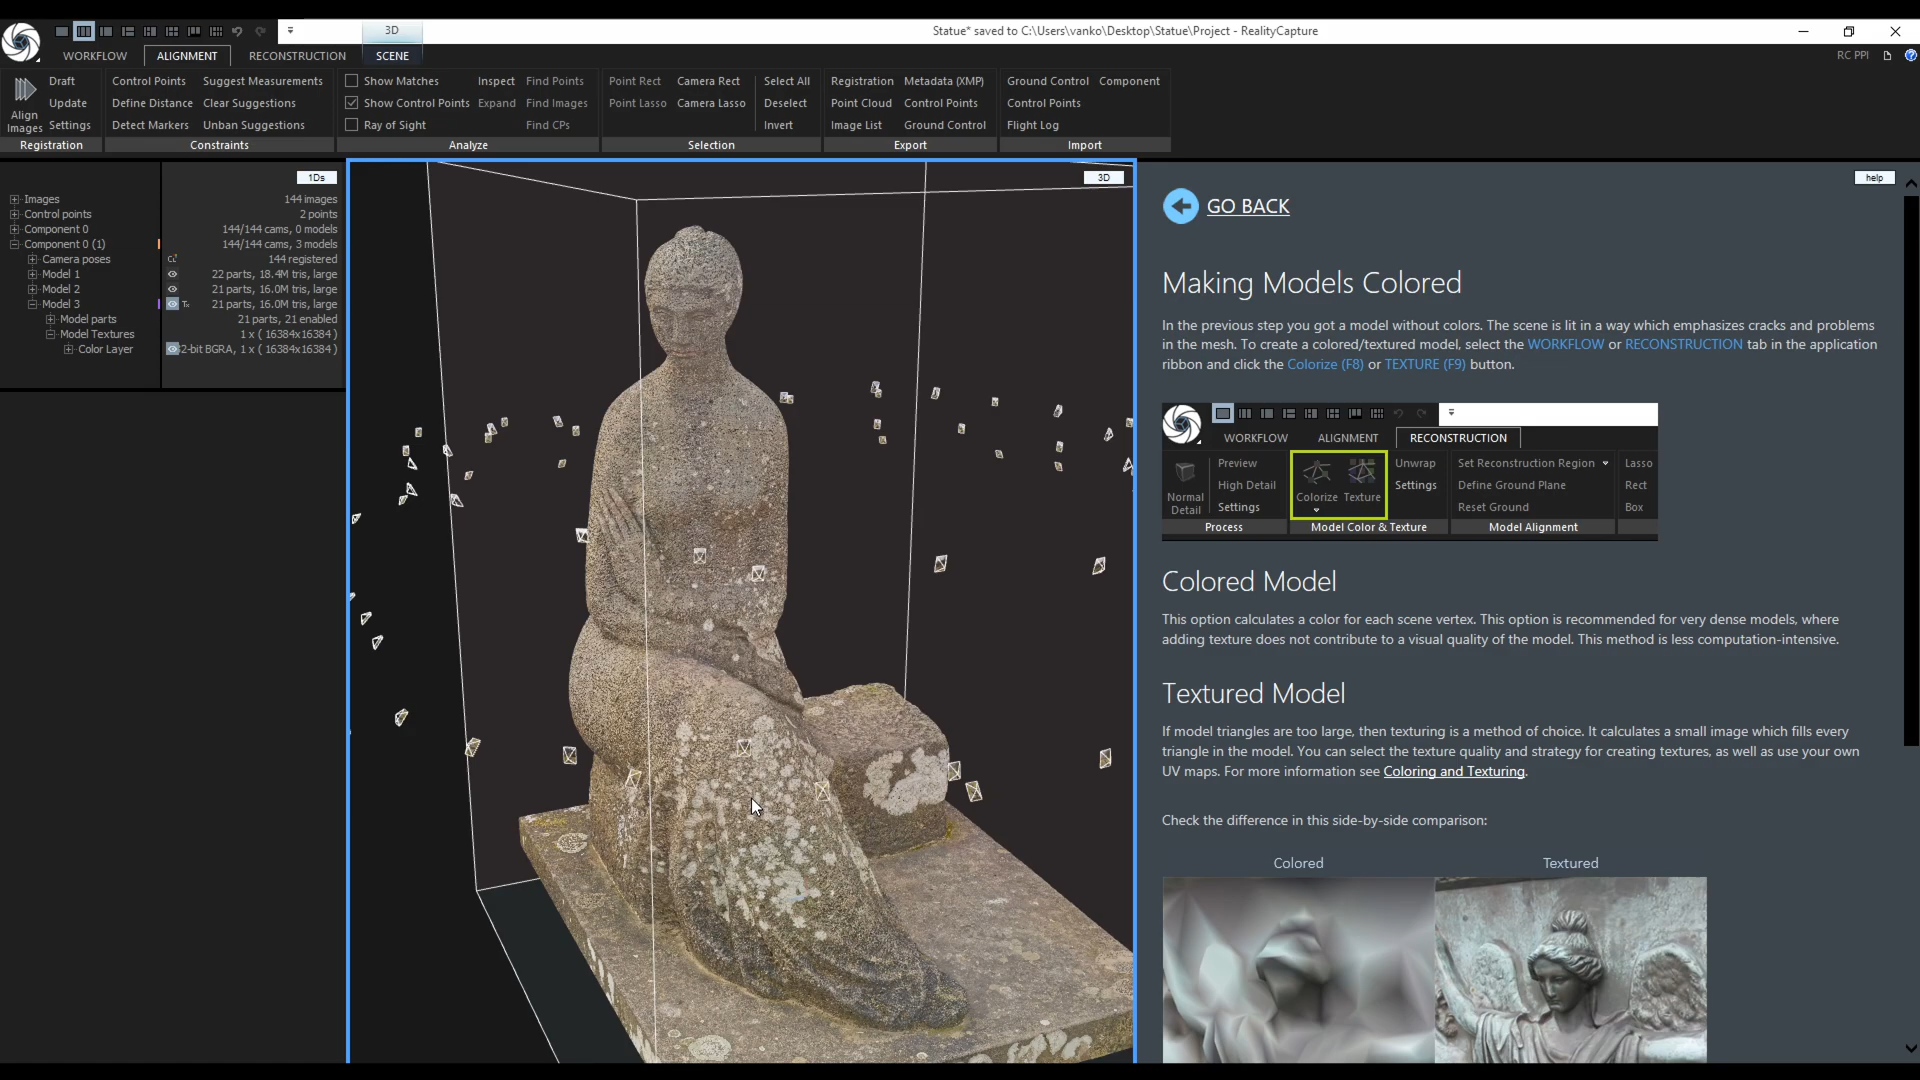 3D
Statue* saved to C:\Users\vanko\Desktop\Statue\Project - RealityCapture
WORKFLOW ALIGNMENT RECONSTRUCTION SCENE
RC PPI
Align Images
Draft
Update
Settings
Registration
Control Points Suggest Measurements
Define Distance Clear Suggestions
Detect Markers Unban Suggestions
Constraints
Show Matches Inspect Find Points
Show Control Points Expand Find Images
Ray of Sight Find CPs
Analyze
Point Rect Camera Rect Select All
Point Lasso Camera Lasso Deselect
Invert
Selection
Registration Metadata (XMP)
Point Cloud Control Points
Image List Ground Control
Export
Ground Control Component
Control Points
Flight Log
Import
1Ds
Images 144 images
Control points 2 points
Component 0 144/144 cams, 0 models
Component 0 (1) 144/144 cams, 3 models
Camera poses 144 registered
Model 1 22 parts, 18.4M tris, large
Model 2 21 parts, 16.0M tris, large
Model 3 Tx 21 parts, 16.0M tris, large
Model parts 21 parts, 21 enabled
Model Textures 1 x ( 16384x16384 )
Color Layer 2-bit BGRA, 1 x ( 16384x16384 )
3D
help
GO BACK
Making Models Colored
In the previous step you got a model without colors. The scene is lit in a way which emphasizes cracks and problems
in the mesh. To create a colored/textured model, select the WORKFLOW or RECONSTRUCTION tab in the application
ribbon and click the Colorize (F8) or TEXTURE (F9) button.
WORKFLOW ALIGNMENT RECONSTRUCTION
Normal Detail
Preview
High Detail
Settings
Process
Colorize Texture
Unwrap
Settings
Model Color & Texture
Set Reconstruction Region
Define Ground Plane
Reset Ground
Model Alignment
Lasso
Rect
Box
Colored Model
This option calculates a color for each scene vertex. This option is recommended for very dense models, where
adding texture does not contribute to a visual quality of the model. This method is less computation-intensive.
Textured Model
If model triangles are too large, then texturing is a method of choice. It calculates a small image which fills every
triangle in the model. You can select the texture quality and strategy for creating textures, as well as use your own
UV maps. For more information see Coloring and Texturing.
Check the difference in this side-by-side comparison:
Colored Textured